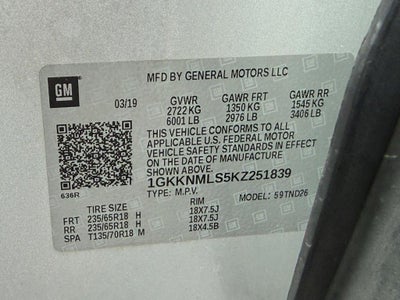 GM
MFD BY GENERAL MOTORS LLC
03/19 GVWR GAWR FRT GAWR RR
2722 KG 1350 KG 1545 KG
6001 LB 2976 LB 3406 LB
THIS VEHICLE CONFORMS TO ALL
APPLICABLE U.S. FEDERAL MOTOR
VEHICLE SAFETY STANDARDS IN EFFECT
ON THE DATE OF MANUFACTURE
SHOWN ABOVE.
1GKKNMLS5KZ251839
636R
TYPE: M.P.V. MODEL: 59TND26
TIRE SIZE RIM
FRT 235/65R18 H 18X7.5J
RR 235/65R18 H 18X7.5J
SPA T135/70R18 M 18X4.5B